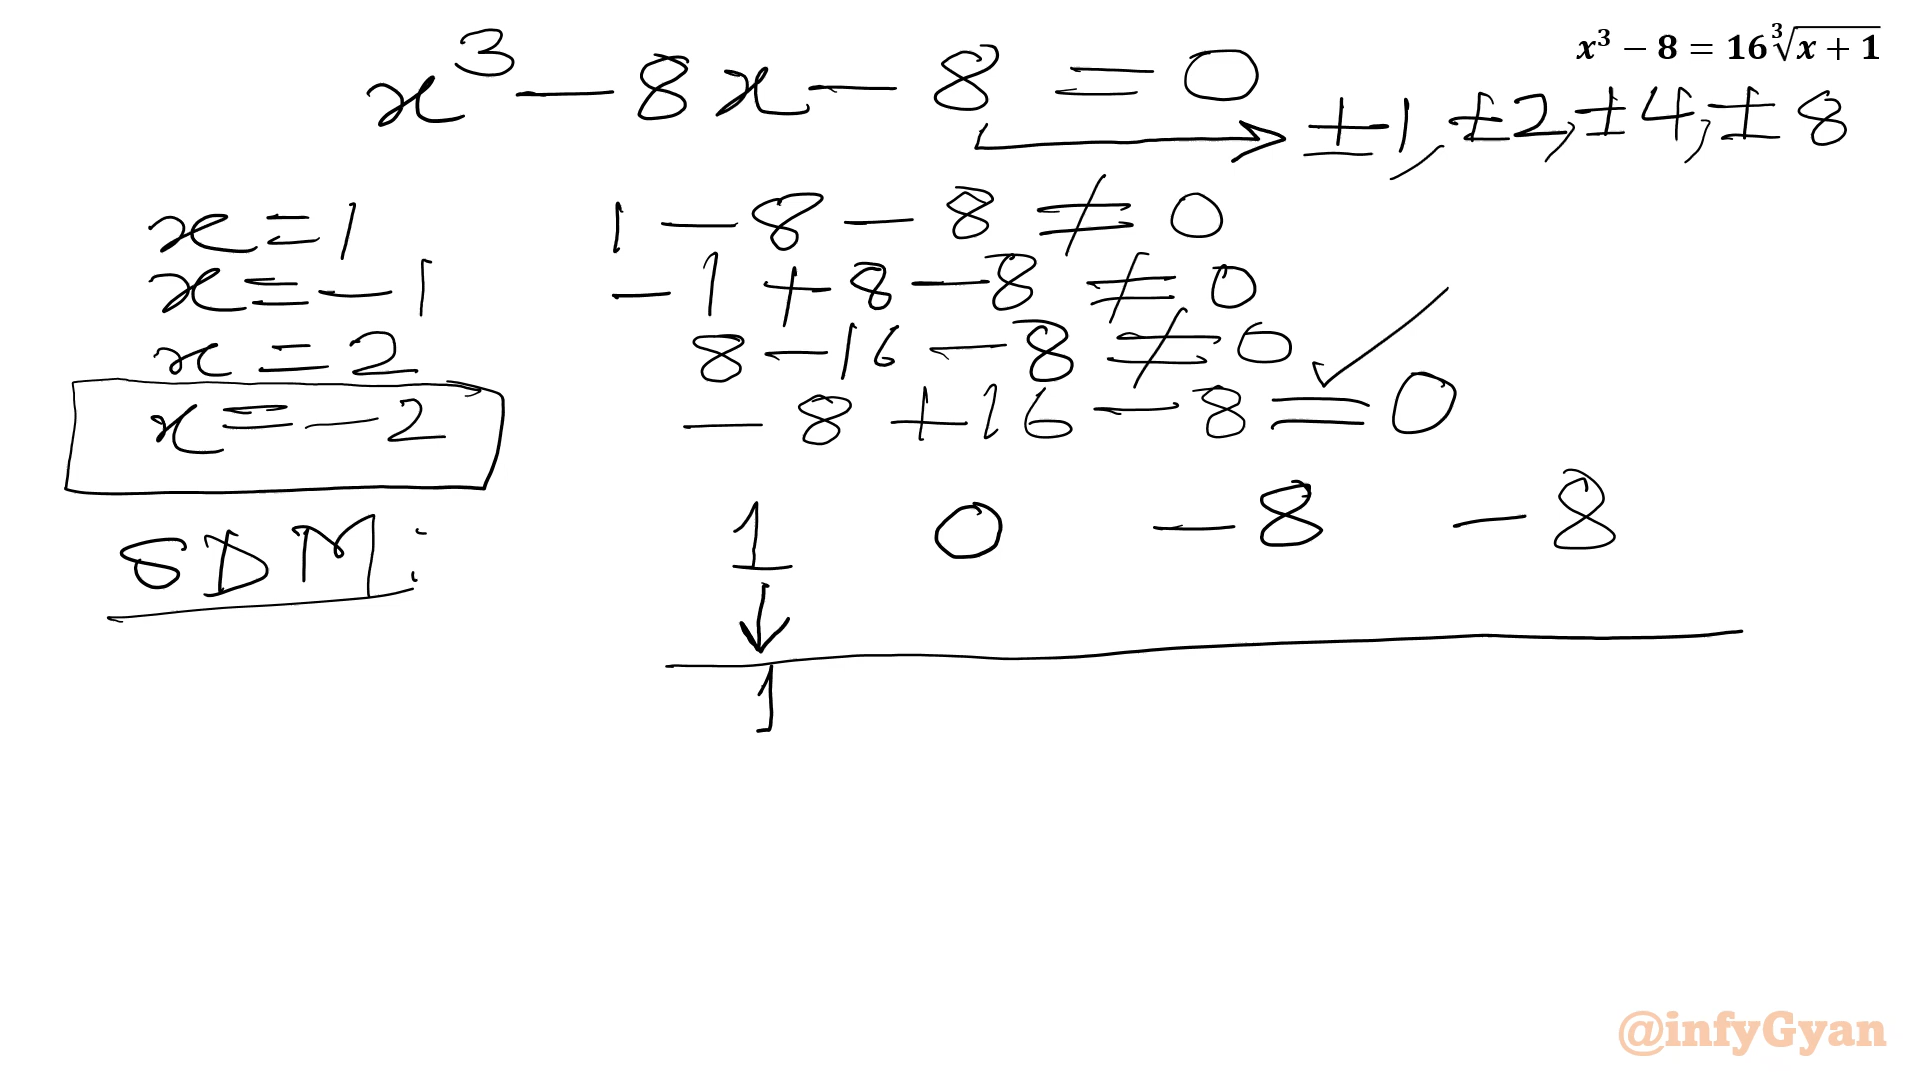 x³ - 8x - 8 = 0
x³ − 8 = 16∛(x + 1)
±1, ±2, ±4, ±8
x = 1 1 - 8 - 8 ≠ 0
x = -1 -1 + 8 - 8 ≠ 0
x = 2 8 - 16 - 8 ≠ 0
x = -2 -8 + 16 - 8 = 0
SDM: 1 0 -8 -8
1
@infyGyan